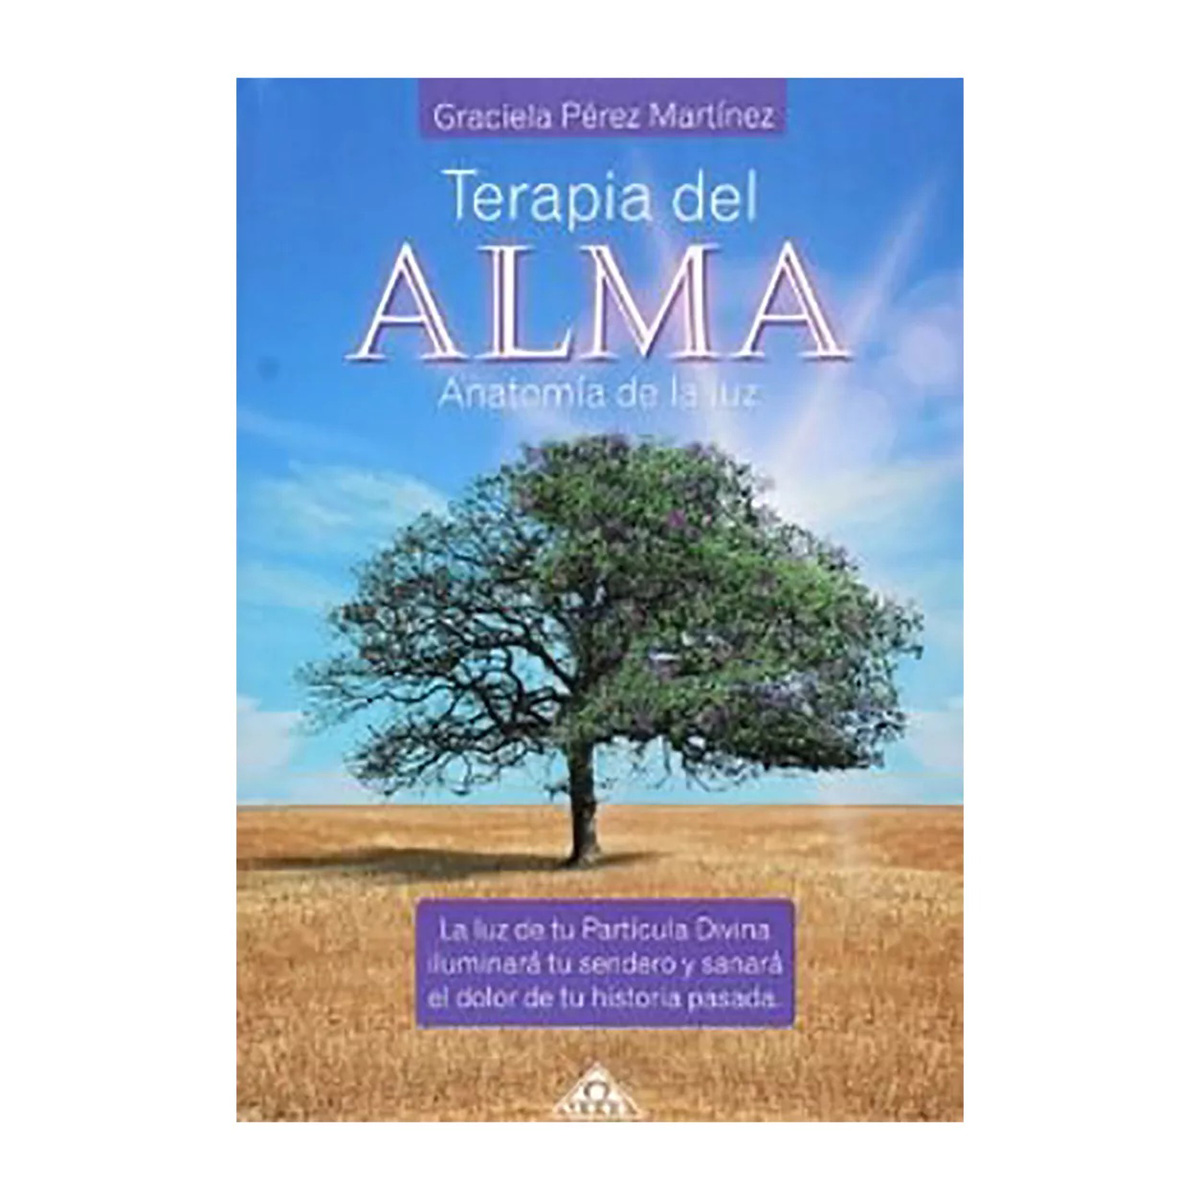 Graciela Pérez Martínez
Terapia del
ALMA
Anatomía de la luz
La luz de tu Partícula Divina
iluminará tu sendero y sanará
el dolor de tu historia pasada.